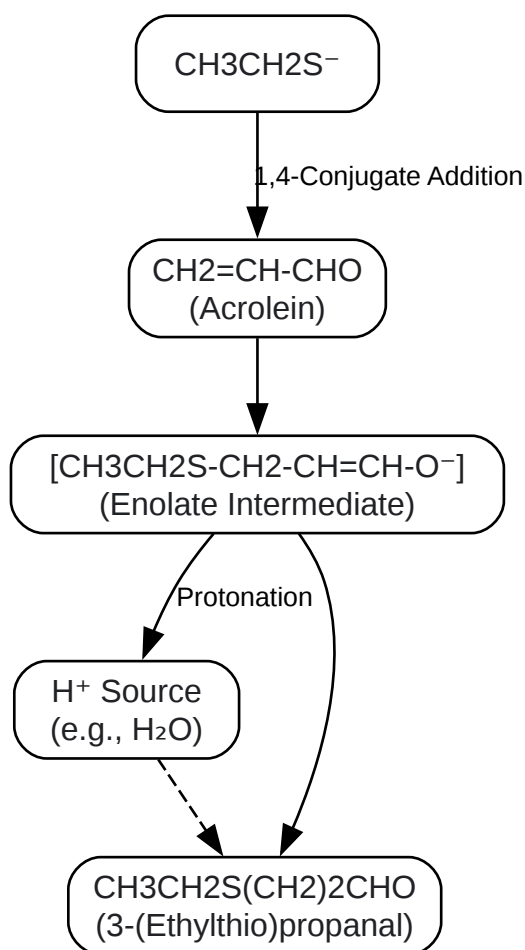 CH3CH2S⁻
1,4-Conjugate Addition
CH2=CH-CHO
(Acrolein)
[CH3CH2S-CH2-CH=CH-O⁻]
(Enolate Intermediate)
Protonation
H⁺ Source
(e.g., H₂O)
CH3CH2S(CH2)2CHO
(3-(Ethylthio)propanal)